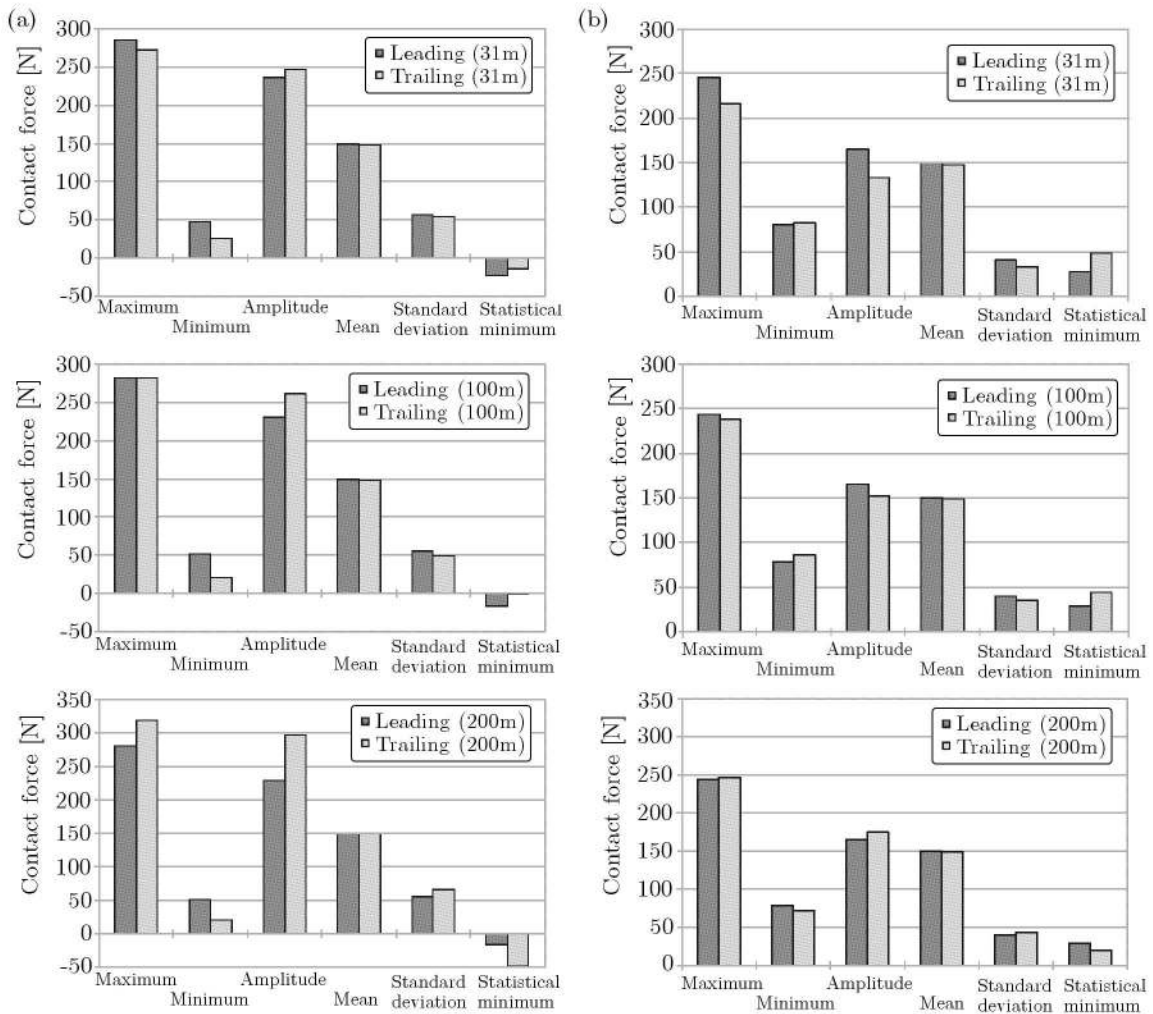 (a)
Contact force [N]
300
250
200
150
100
50
0
-50
Leading (31m)
Trailing (31m)
Maximum
Minimum
Amplitude
Mean
Standard
deviation
Statistical
minimum
(b)
Contact force [N]
300
250
200
150
100
50
0
Leading (31m)
Trailing (31m)
Maximum
Minimum
Amplitude
Mean
Standard
deviation
Statistical
minimum
Contact force [N]
300
250
200
150
100
50
0
-50
Leading (100m)
Trailing (100m)
Maximum
Minimum
Amplitude
Mean
Standard
deviation
Statistical
minimum
Contact force [N]
300
250
200
150
100
50
0
Leading (100m)
Trailing (100m)
Maximum
Minimum
Amplitude
Mean
Standard
deviation
Statistical
minimum
Contact force [N]
350
300
250
200
150
100
50
0
-50
Leading (200m)
Trailing (200m)
Maximum
Minimum
Amplitude
Mean
Standard
deviation
Statistical
minimum
Contact force [N]
350
300
250
200
150
100
50
0
Leading (200m)
Trailing (200m)
Maximum
Minimum
Amplitude
Mean
Standard
deviation
Statistical
minimum